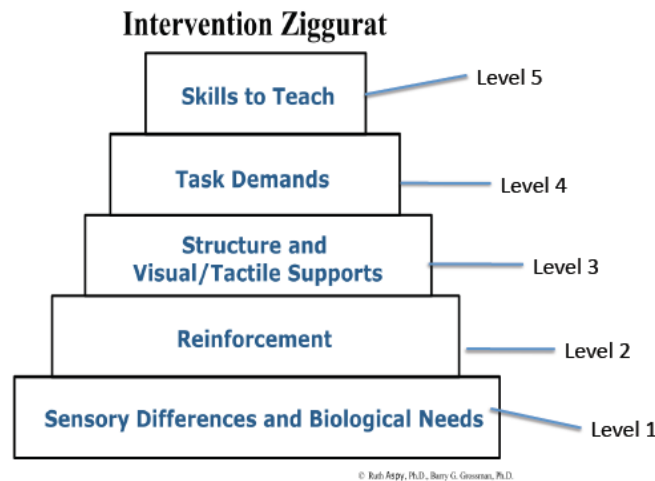 Intervention Ziggurat
Skills to Teach
Level 5
Task Demands
Level 4
Structure and
Visual/Tactile Supports
Level 3
Reinforcement
Level 2
Sensory Differences and Biological Needs
Level 1
© Ruth Aspy, Ph.D., Barry G. Grossman, Ph.D.